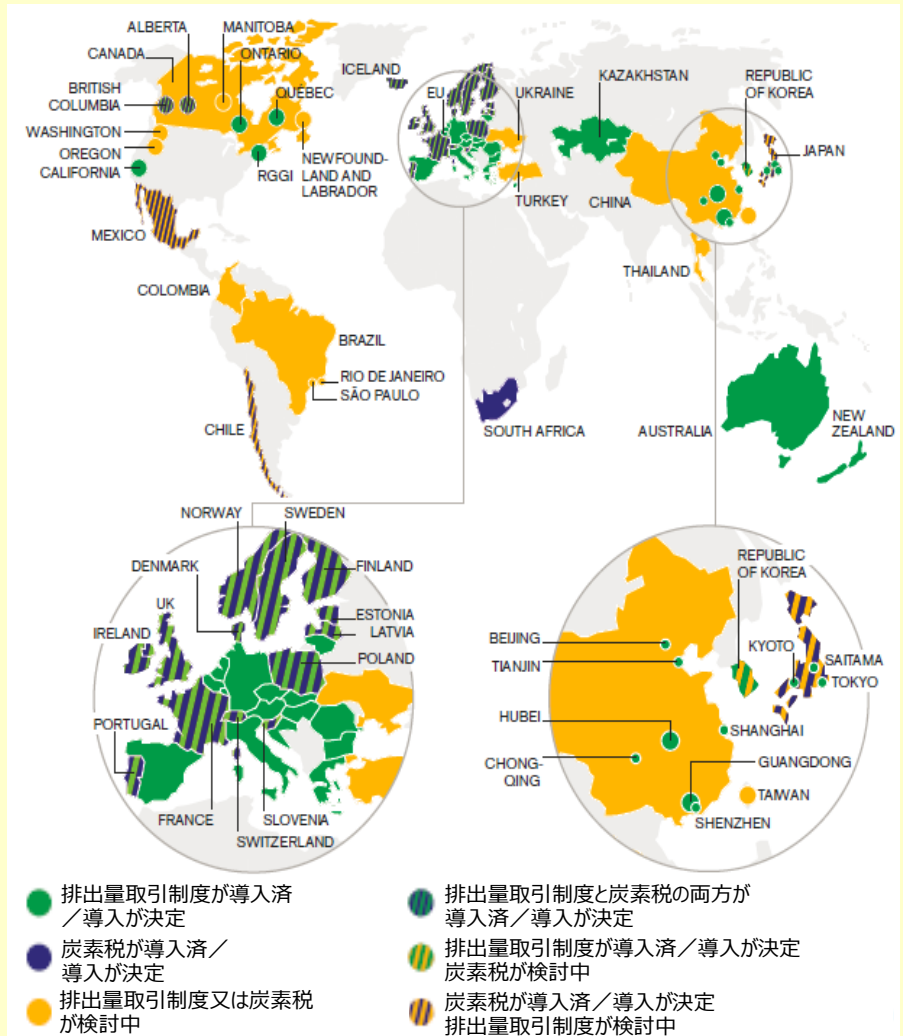 ALBERTA
MANITOBA
CANADA
ONTARIO
BRITISH
COLUMBIA
QUÉBEC
WASHINGTON
OREGON
CALIFORNIA
RGGI
NEWFOUND-
LAND AND
LABRADOR
MEXICO
ICELAND
EU
UKRAINE
KAZAKHSTAN
REPUBLIC
OF KOREA
JAPAN
TURKEY
CHINA
THAILAND
COLOMBIA
BRAZIL
RIO DE JANEIRO
SÃO PAULO
CHILE
SOUTH AFRICA
AUSTRALIA
NEW
ZEALAND
NORWAY
SWEDEN
DENMARK
FINLAND
UK
ESTONIA
IRELAND
LATVIA
POLAND
PORTUGAL
FRANCE
SLOVENIA
SWITZERLAND
REPUBLIC
OF KOREA
BEIJING
KYOTO
TIANJIN
SAITAMA
TOKYO
HUBEI
SHANGHAI
CHONG-
QING
GUANGDONG
TAIWAN
SHENZHEN
排出量取引制度が導入済
／導入が決定
炭素税が導入済／
導入が決定
排出量取引制度又は炭素税
が検討中
排出量取引制度と炭素税の両方が
導入済／導入が決定
排出量取引制度が導入済／導入が決定
炭素税が検討中
炭素税が導入済／導入が決定
排出量取引制度が検討中